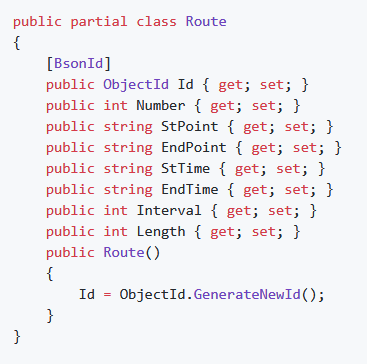 public partial class Route
{
    [BsonId]
    public ObjectId Id { get; set; }
    public int Number { get; set; }
    public string StPoint { get; set; }
    public string EndPoint { get; set; }
    public string StTime { get; set; }
    public string EndTime { get; set; }
    public int Interval { get; set; }
    public int Length { get; set; }
    public Route()
    {
        Id = ObjectId.GenerateNewId();
    }
}